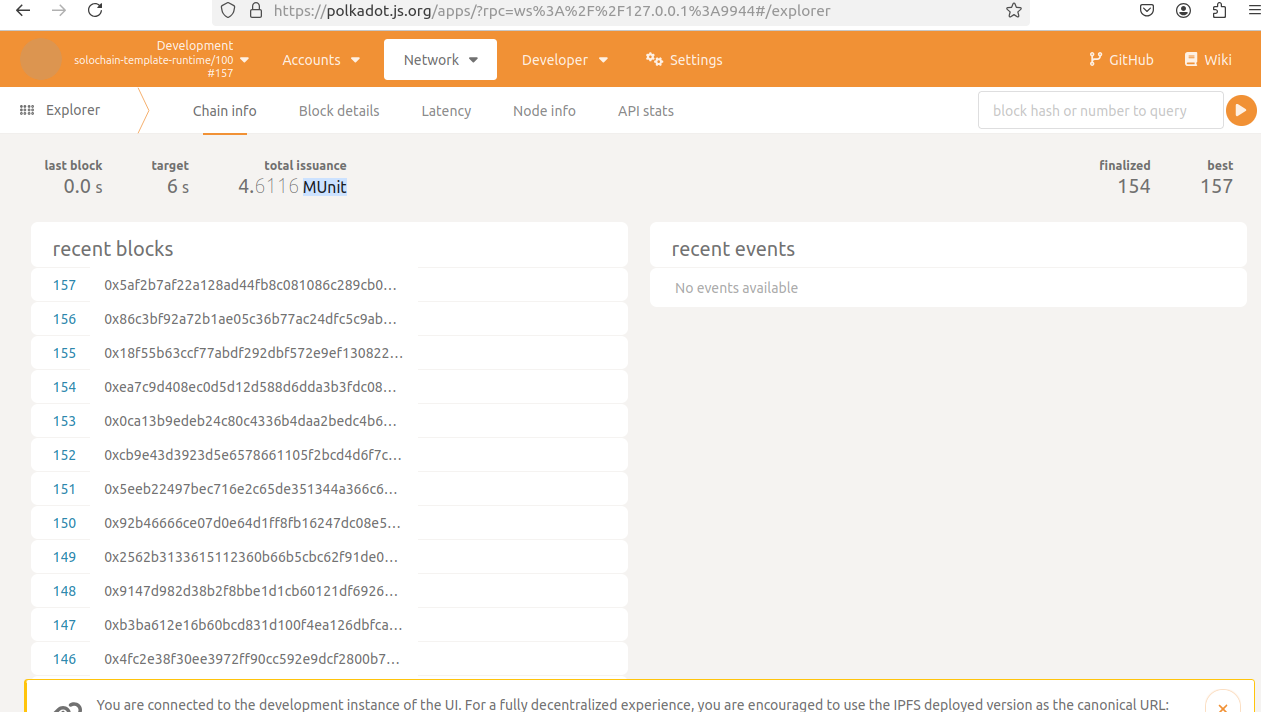 https://polkadot.js.org/apps/?rpc=ws%3A%2F%2F127.0.0.1%3A9944#/explorer
Development
solochain-template-runtime/100
#157
Accounts
Network
Developer
Settings
GitHub
Wiki
Explorer
Chain info
Block details
Latency
Node info
API stats
block hash or number to query
last block
0.0 s
target
6 s
total issuance
4.6116 MUnit
finalized
154
best
157
recent blocks
157 0x5af2b7af22a128ad44fb8c081086c289cb0…
156 0x86c3bf92a72b1ae05c36b77ac24dfc5c9ab…
155 0x18f55b63ccf77abdf292dbf572e9ef130822…
154 0xea7c9d408ec0d5d12d588d6dda3b3fdc08…
153 0x0ca13b9edeb24c80c4336b4daa2bedc4b6…
152 0xcb9e43d3923d5e6578661105f2bcd4d6f7c…
151 0x5eeb22497bec716e2c65de351344a366c6…
150 0x92b46666ce07d0e64d1ff8fb16247dc08e5…
149 0x2562b3133615112360b66b5cbc62f91de0…
148 0x9147d982d38b2f8bbe1d1cb60121df6926…
147 0xb3ba612e16b60bcd831d100f4ea126dbfca…
146 0x4fc2e38f30ee3972ff90cc592e9dcf2800b7…
recent events
No events available
You are connected to the development instance of the UI. For a fully decentralized experience, you are encouraged to use the IPFS deployed version as the canonical URL: